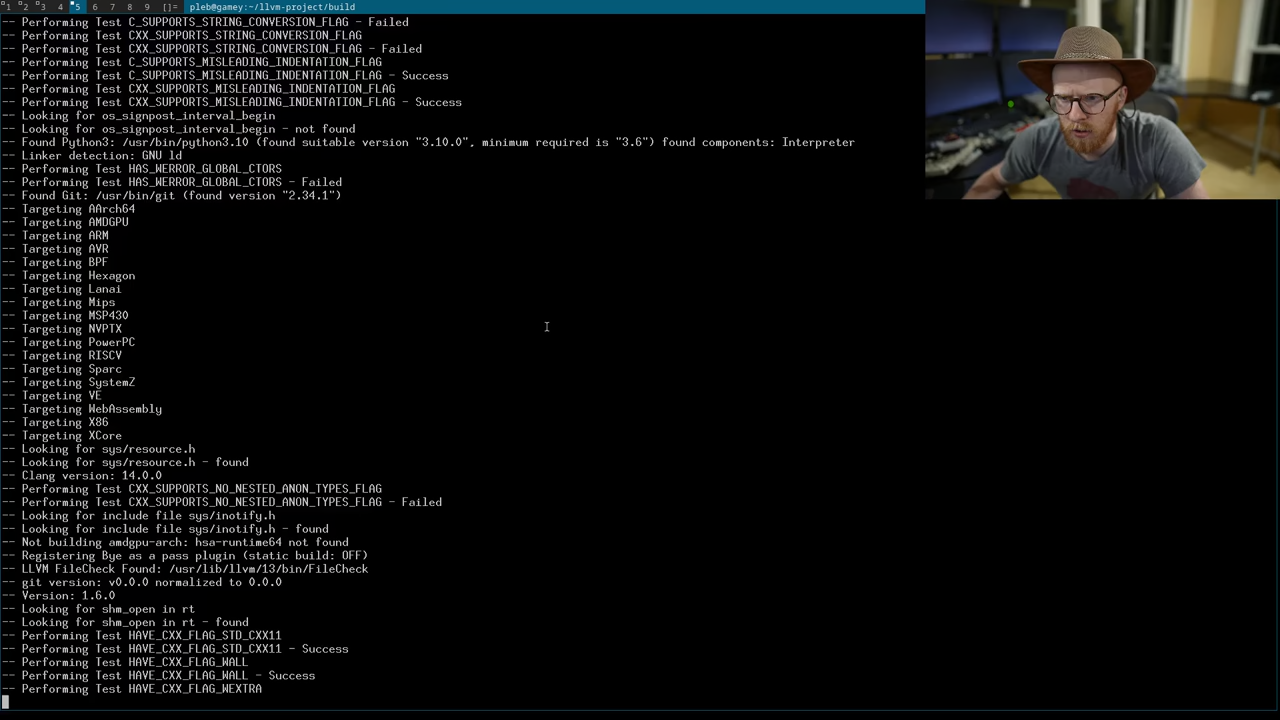 1 2 3 4 5 6 7 8 9 []= pleb@gamey:~/llvm-project/build
-- Performing Test C_SUPPORTS_STRING_CONVERSION_FLAG - Failed
-- Performing Test CXX_SUPPORTS_STRING_CONVERSION_FLAG
-- Performing Test CXX_SUPPORTS_STRING_CONVERSION_FLAG - Failed
-- Performing Test C_SUPPORTS_MISLEADING_INDENTATION_FLAG
-- Performing Test C_SUPPORTS_MISLEADING_INDENTATION_FLAG - Success
-- Performing Test CXX_SUPPORTS_MISLEADING_INDENTATION_FLAG
-- Performing Test CXX_SUPPORTS_MISLEADING_INDENTATION_FLAG - Success
-- Looking for os_signpost_interval_begin
-- Looking for os_signpost_interval_begin - not found
-- Found Python3: /usr/bin/python3.10 (found suitable version "3.10.0", minimum required is "3.6") found components: Interpreter
-- Linker detection: GNU ld
-- Performing Test HAS_WERROR_GLOBAL_CTORS
-- Performing Test HAS_WERROR_GLOBAL_CTORS - Failed
-- Found Git: /usr/bin/git (found version "2.34.1")
-- Targeting AArch64
-- Targeting AMDGPU
-- Targeting ARM
-- Targeting AVR
-- Targeting BPF
-- Targeting Hexagon
-- Targeting Lanai
-- Targeting Mips
-- Targeting MSP430
-- Targeting NVPTX
-- Targeting PowerPC
-- Targeting RISCV
-- Targeting Sparc
-- Targeting SystemZ
-- Targeting VE
-- Targeting WebAssembly
-- Targeting X86
-- Targeting XCore
-- Looking for sys/resource.h
-- Looking for sys/resource.h - found
-- Clang version: 14.0.0
-- Performing Test CXX_SUPPORTS_NO_NESTED_ANON_TYPES_FLAG
-- Performing Test CXX_SUPPORTS_NO_NESTED_ANON_TYPES_FLAG - Failed
-- Looking for include file sys/inotify.h
-- Looking for include file sys/inotify.h - found
-- Not building amdgpu-arch: hsa-runtime64 not found
-- Registering Bye as a pass plugin (static build: OFF)
-- LLVM FileCheck Found: /usr/lib/llvm/13/bin/FileCheck
-- git version: v0.0.0 normalized to 0.0.0
-- Version: 1.6.0
-- Looking for shm_open in rt
-- Looking for shm_open in rt - found
-- Performing Test HAVE_CXX_FLAG_STD_CXX11
-- Performing Test HAVE_CXX_FLAG_STD_CXX11 - Success
-- Performing Test HAVE_CXX_FLAG_WALL
-- Performing Test HAVE_CXX_FLAG_WALL - Success
-- Performing Test HAVE_CXX_FLAG_WEXTRA